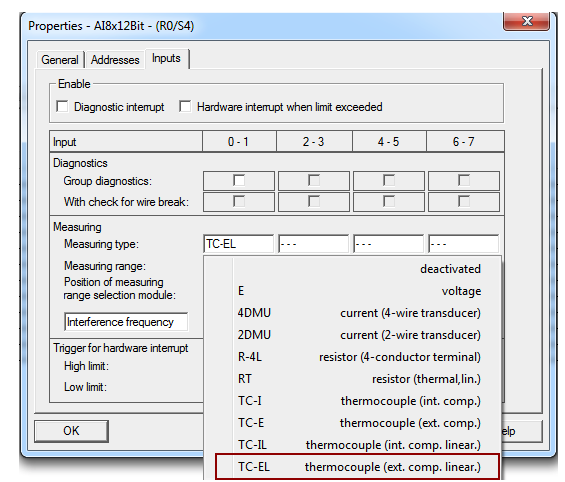 Properties - AI8x12Bit - (R0/S4)
General Addresses Inputs
Enable
Diagnostic interrupt Hardware interrupt when limit exceeded
Input 0 - 1 2 - 3 4 - 5 6 - 7
Diagnostics
Group diagnostics:
With check for wire break:
Measuring
Measuring type: TC-EL --- --- ---
Measuring range:
Position of measuring
range selection module:
Interference frequency
Trigger for hardware interrupt
High limit:
Low limit:
deactivated
E voltage
4DMU current (4-wire transducer)
2DMU current (2-wire transducer)
R-4L resistor (4-conductor terminal)
RT resistor (thermal,lin.)
TC-I thermocouple (int. comp.)
TC-E thermocouple (ext. comp.)
TC-IL thermocouple (int. comp. linear.)
TC-EL thermocouple (ext. comp. linear.)
OK elp